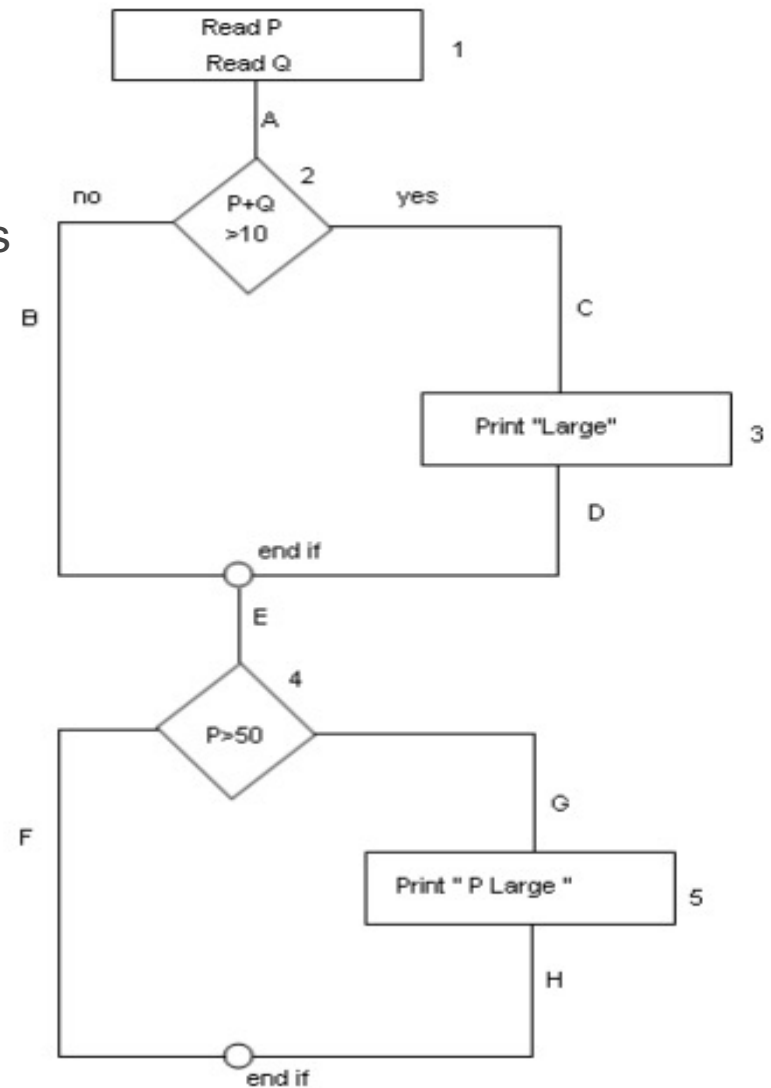 Read P
Read Q
1
A
2
no
P+Q
>10
yes
s
B
C
Print "Large"
3
D
end if
E
4
P>50
F
G
Print " P Large "
5
H
end if